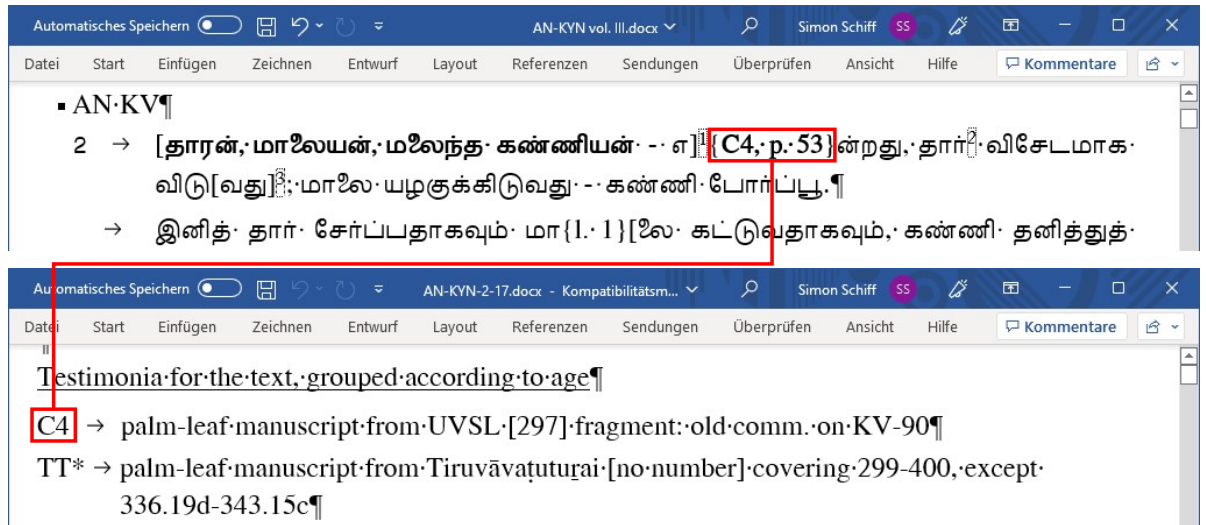 Automatisches Speichern AN-KYN vol. III.docx Simon Schiff SS
Datei Start Einfügen Zeichnen Entwurf Layout Referenzen Sendungen Überprüfen Ansicht Hilfe Kommentare
▪ AN·KV¶
2 → [தாரன்,·மாலையன்,·மலைந்த·கண்ணியன்·-·எ]1{C4,·p.·53}ன்றது,·தார்2·விசேடமாக·
விடு[வது]3;·மாலை·யழகுக்கிடுவது·-·கண்ணி·போர்ப்பூ.¶
→ இனித்·தார்·சேர்ப்பதாகவும்·மா{1.·1}[லை·கட்டுவதாகவும்,·கண்ணி·தனித்துத்·
Automatisches Speichern AN-KYN-2-17.docx - Kompatibilitätsm... Simon Schiff SS
Datei Start Einfügen Zeichnen Entwurf Layout Referenzen Sendungen Überprüfen Ansicht Hilfe Kommentare
Testimonia·for·the·text,·grouped·according·to·age¶
C4 → palm-leaf·manuscript·from·UVSL·[297]·fragment:·old·comm.·on·KV-90¶
TT* → palm-leaf·manuscript·from·Tiruvāvaṭuṯuṟai·[no·number]·covering·299-400,·except·
336.19d-343.15c¶